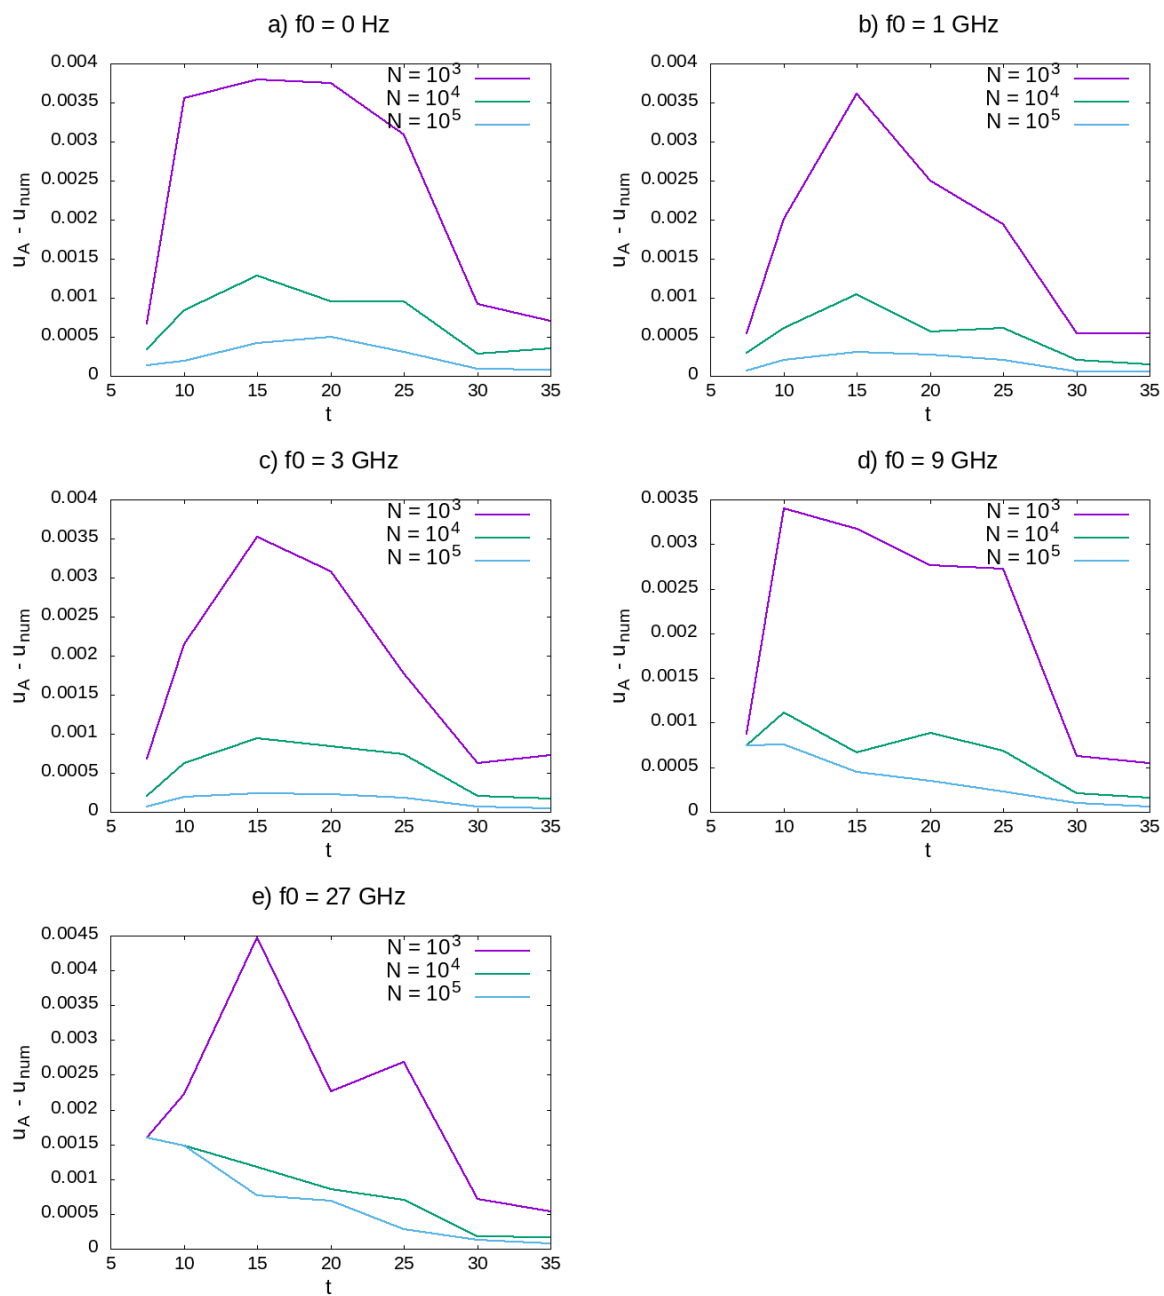 a) f0 = 0 Hz
0.004
0.0035
0.003
0.0025
0.002
0.0015
0.001
0.0005
0
u_A - u_num
N = 10^3
N = 10^4
N = 10^5
5 10 15 20 25 30 35
t
b) f0 = 1 GHz
0.004
0.0035
0.003
0.0025
0.002
0.0015
0.001
0.0005
0
u_A - u_num
N = 10^3
N = 10^4
N = 10^5
5 10 15 20 25 30 35
t
c) f0 = 3 GHz
0.004
0.0035
0.003
0.0025
0.002
0.0015
0.001
0.0005
0
u_A - u_num
N = 10^3
N = 10^4
N = 10^5
5 10 15 20 25 30 35
t
d) f0 = 9 GHz
0.0035
0.003
0.0025
0.002
0.0015
0.001
0.0005
0
u_A - u_num
N = 10^3
N = 10^4
N = 10^5
5 10 15 20 25 30 35
t
e) f0 = 27 GHz
0.0045
0.004
0.0035
0.003
0.0025
0.002
0.0015
0.001
0.0005
0
u_A - u_num
N = 10^3
N = 10^4
N = 10^5
5 10 15 20 25 30 35
t